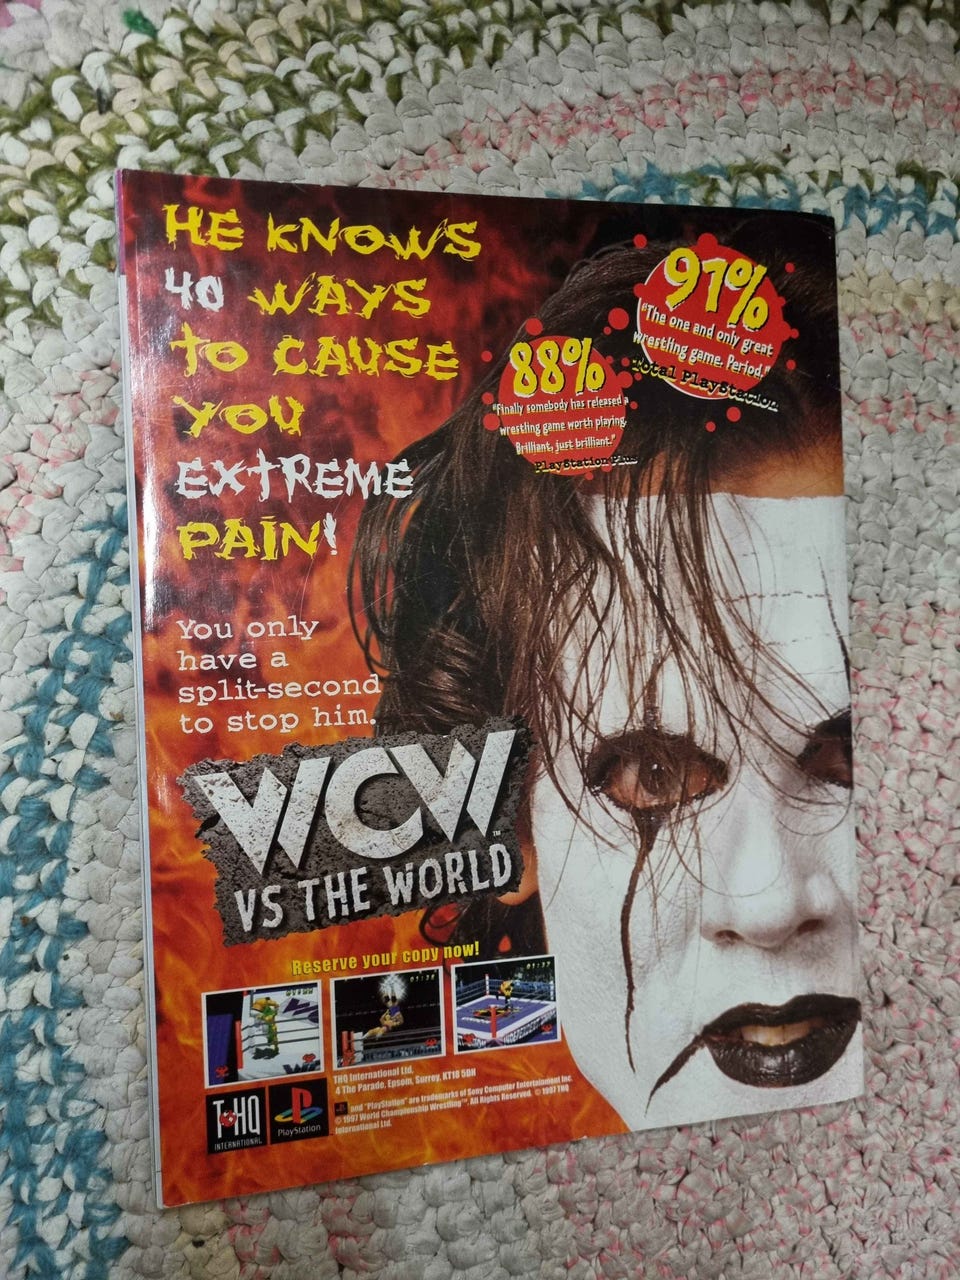 HE KNOWS
40 WAYS
TO CAUSE
YOU
EXTREME
PAIN!
91%
"The one and only great
wrestling game. Period."
Total PlayStation
88%
"Finally somebody has released a
wrestling game worth playing.
Brilliant, just brilliant."
PlayStation Plus
You only
have a
split-second
to stop him.
WCW™
VS THE WORLD
Reserve your copy now!
THQ International Ltd.
4 The Parade, Epsom, Surrey, KT18 5DH
and "PlayStation" are trademarks of Sony Computer Entertainment Inc.
©1997 World Championship Wrestling™. All Rights Reserved. ©1997 THQ
International Ltd.
T·HQ
INTERNATIONAL
PlayStation